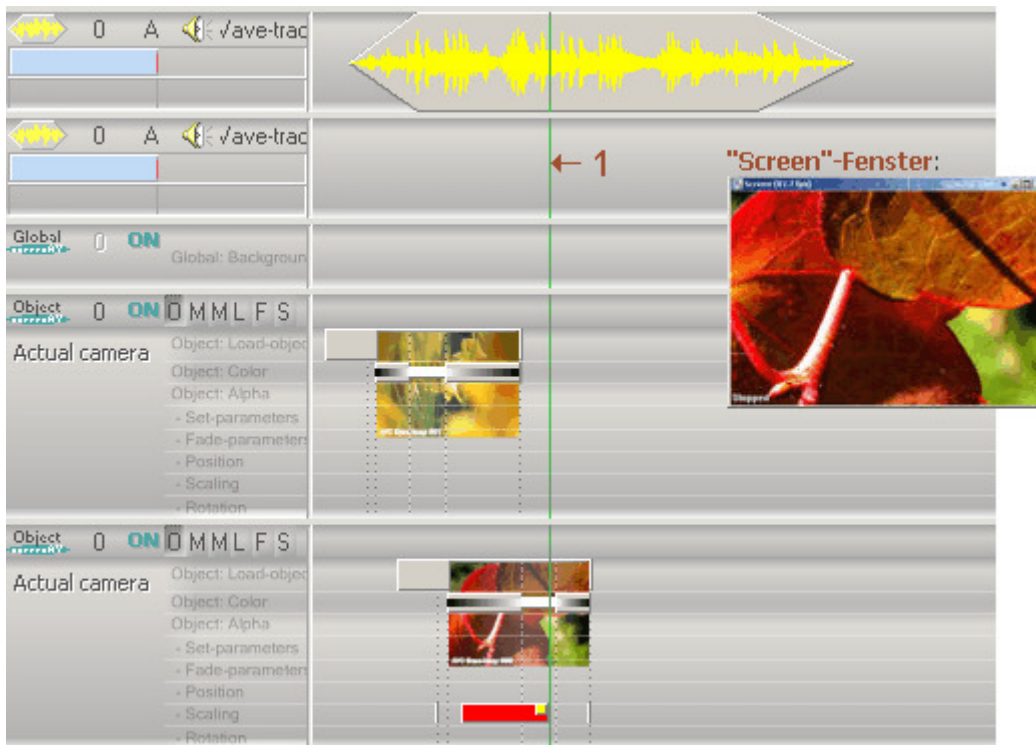 0 A √ave-trac
0 A √ave-trac
← 1
"Screen"-Fenster:
Stopped
Global 0 ON
Global: Backgroun
Object 0 ON O M M L F S
Actual camera
Object: Load-objec
Object: Color
Object: Alpha
- Set-parameters
- Fade-parameters
- Position
- Scaling
- Rotation
Object 0 ON O M M L F S
Actual camera
Object: Load-objec
Object: Color
Object: Alpha
- Set-parameters
- Fade-parameters
- Position
- Scaling
- Rotation